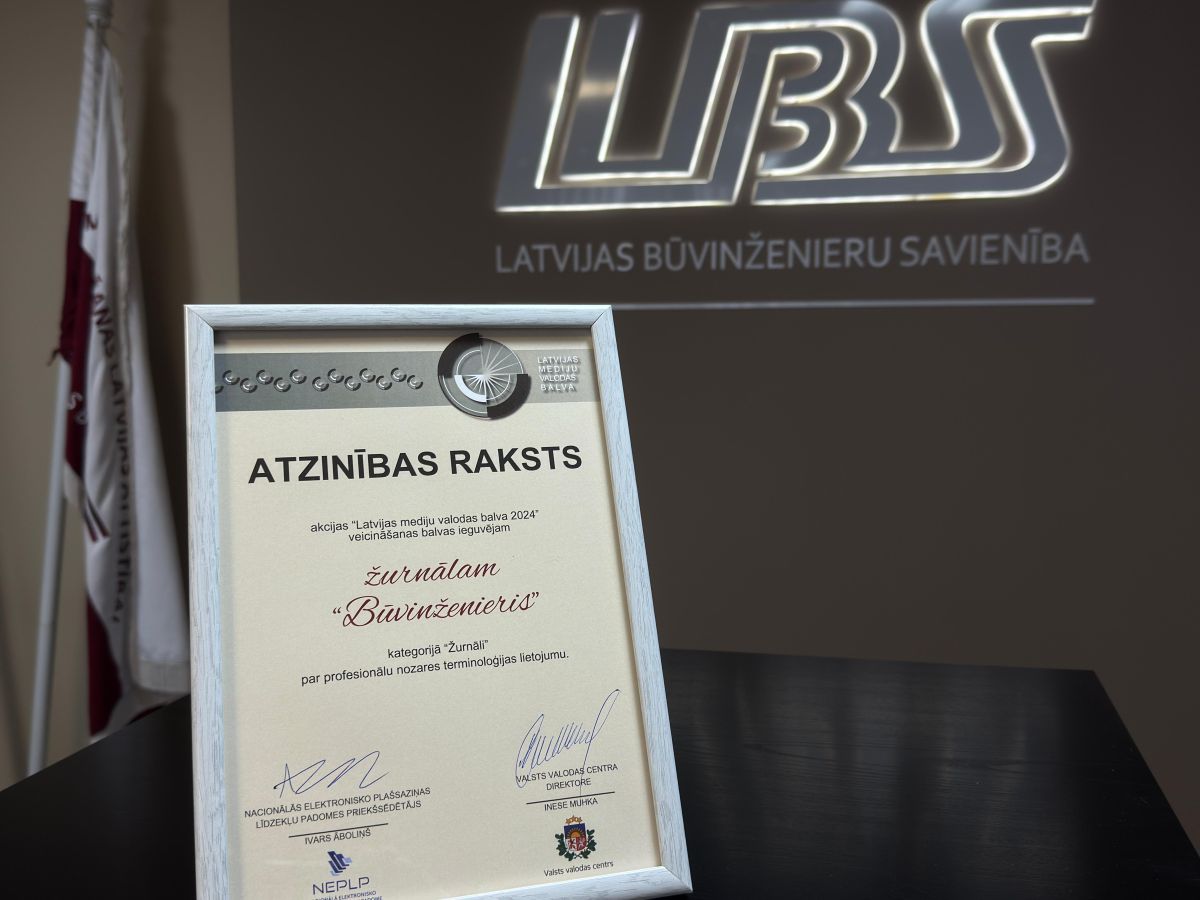 LBS
LATVIJAS BŪVINŽENIERU SAVIENĪBA
LATVIJAS
MEDIJU
VALODAS
BALVA
ATZINĪBAS RAKSTS
akcijas “Latvijas mediju valodas balva 2024”
veicināšanas balvas ieguvējam
žurnālam
“Būvinženieris”
kategorijā “Žurnāli”
par profesionālu nozares terminoloģijas lietojumu.
NACIONĀLĀS ELEKTRONISKO PLAŠSAZIŅAS
LĪDZEKĻU PADOMES PRIEKŠSĒDĒTĀJS
IVARS ĀBOLIŅŠ
NEPLP
VALSTS VALODAS CENTRA
DIREKTORE
INESE MUHKA
Valsts valodas centrs